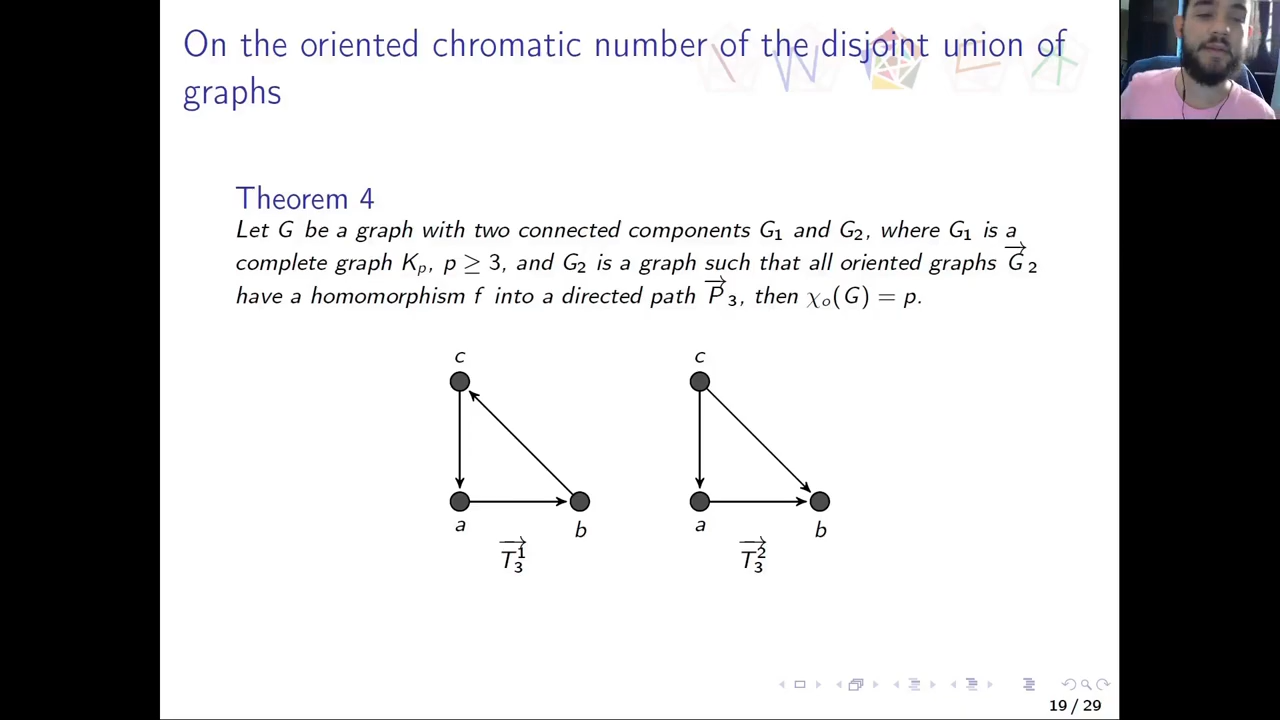 On the oriented chromatic number of the disjoint union of
graphs
Theorem 4
Let G be a graph with two connected components G₁ and G₂, where G₁ is a
complete graph Kₚ, p ≥ 3, and G₂ is a graph such that all oriented graphs G⃗₂
have a homomorphism f into a directed path P⃗₃, then χₒ(G) = p.
c c
a b a b
T⃗₃¹ T⃗₃²
19 / 29